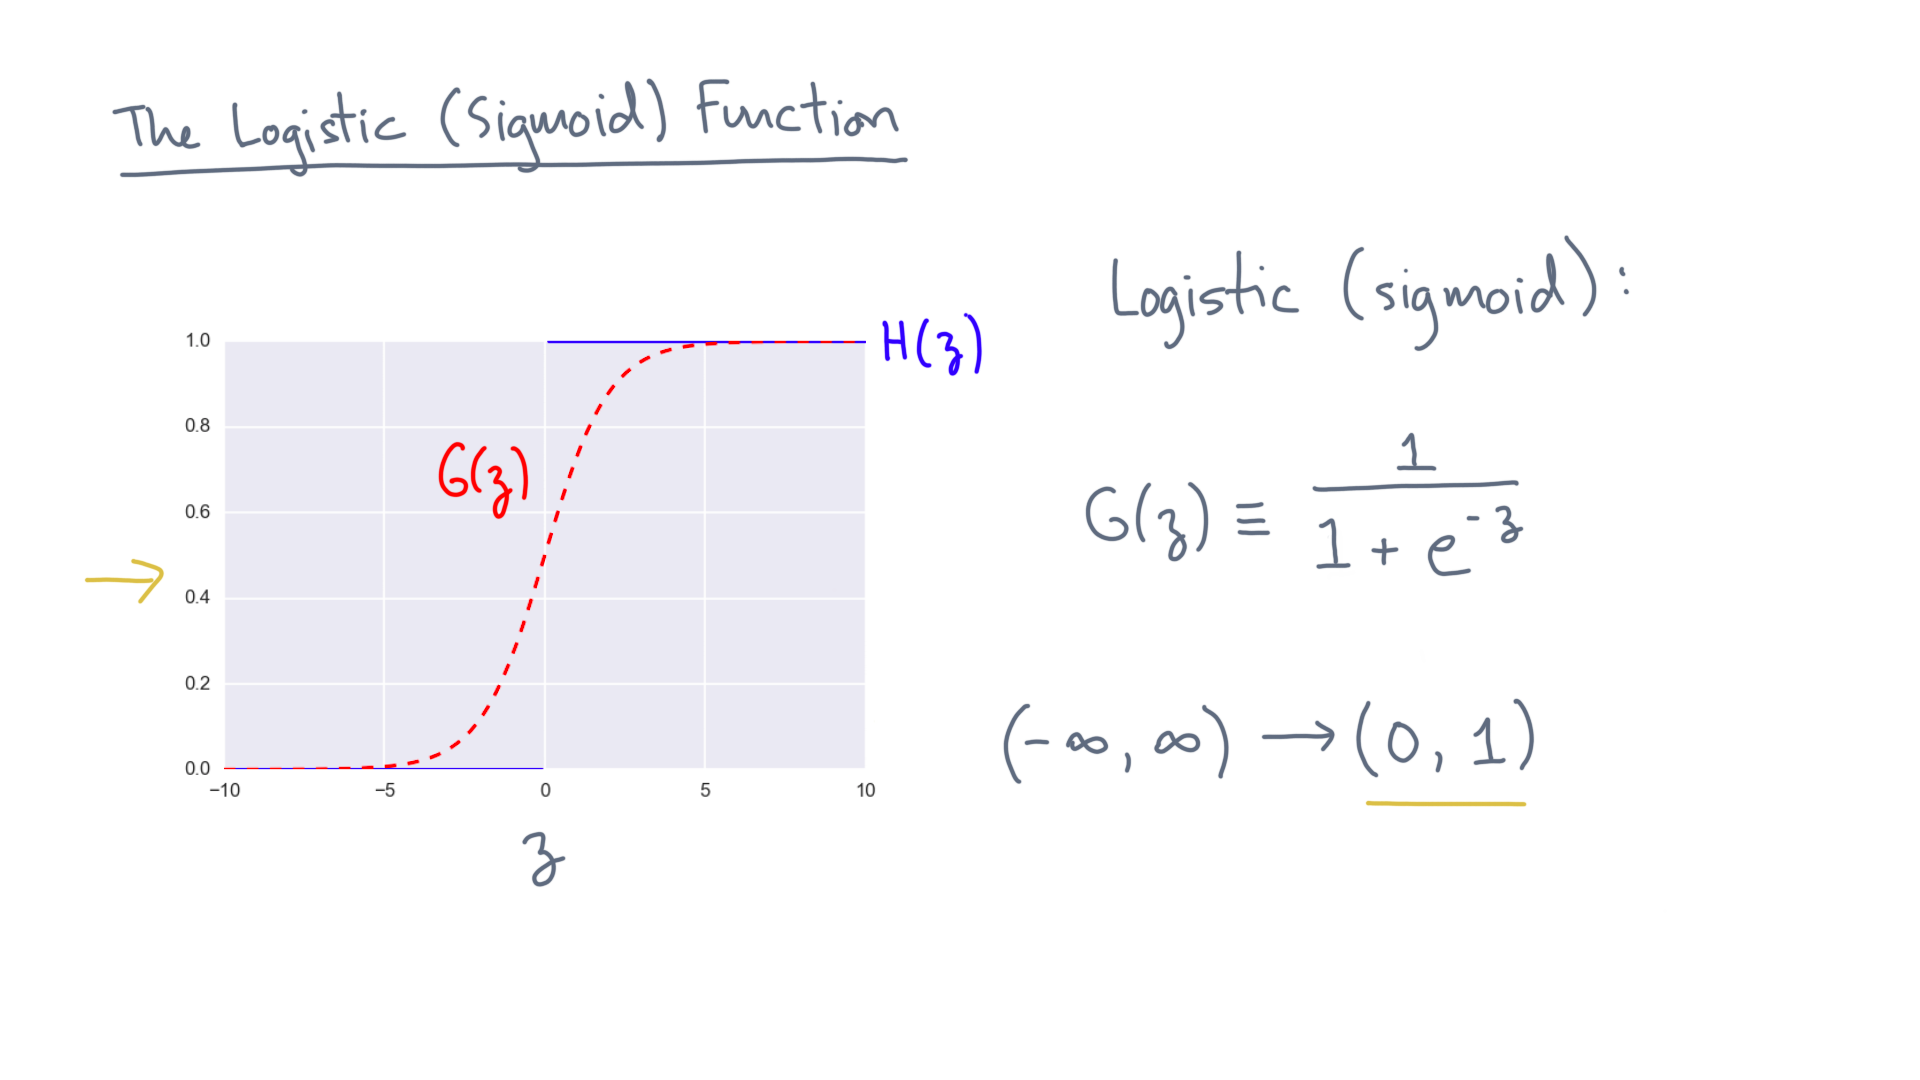 The Logistic (Sigmoid) Function
Logistic (sigmoid):
1.0
H(z)
0.8
G(z)
0.6
0.4
0.2
0.0
−10 −5 0 5 10
z
G(z) ≡ 1 / (1 + e^-z)
(-∞, ∞) → (0, 1)